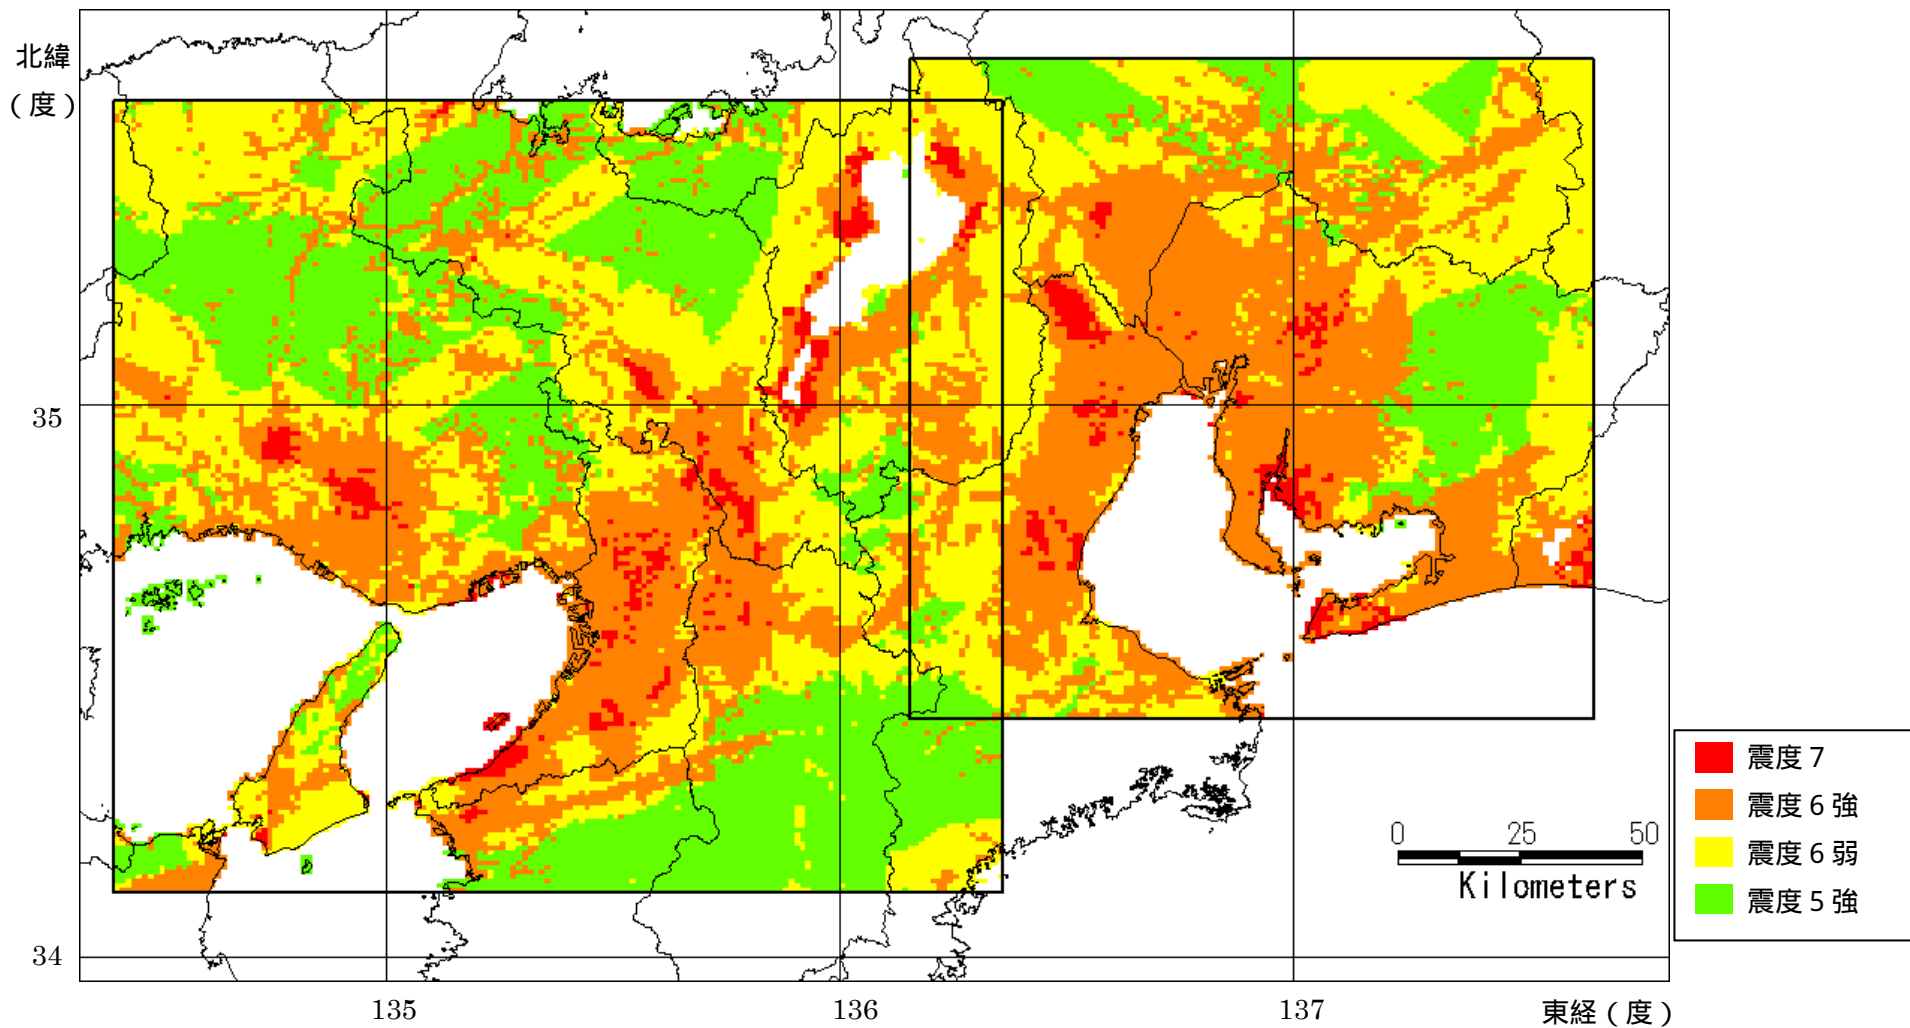 北緯
（度）
35
34
135
136
137
東経（度）
震度７
震度６強
震度６弱
震度５強
0 25 50
Kilometers